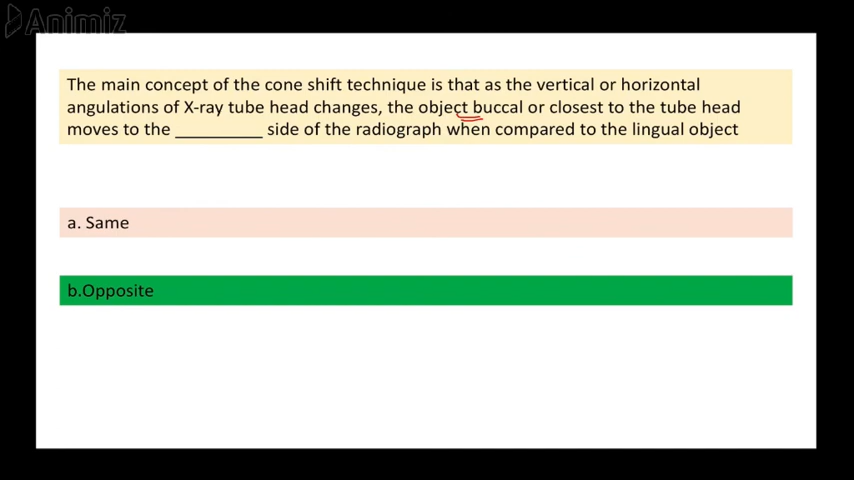 Animiz
The main concept of the cone shift technique is that as the vertical or horizontal
angulations of X-ray tube head changes, the object buccal or closest to the tube head
moves to the __________ side of the radiograph when compared to the lingual object
a. Same
b.Opposite